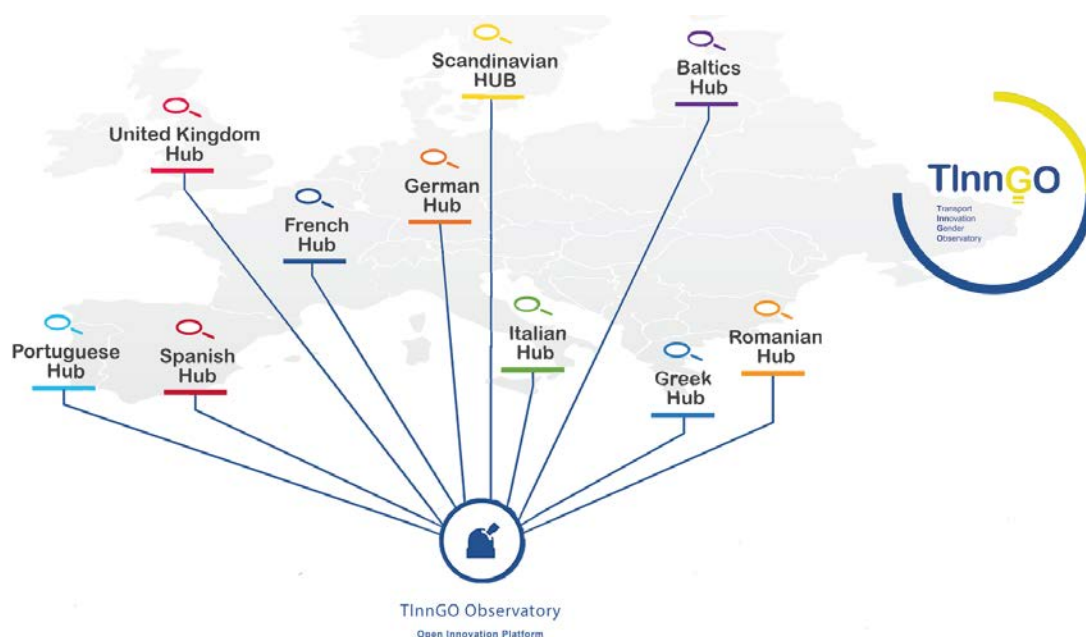 Scandinavian
HUB
Baltics
Hub
United Kingdom
Hub
German
Hub
French
Hub
TInnGO
Transport
INnovation
Gender
Observatory
Portuguese
Hub
Spanish
Hub
Italian
Hub
Greek
Hub
Romanian
Hub
TInnGO Observatory
Open Innovation Platform